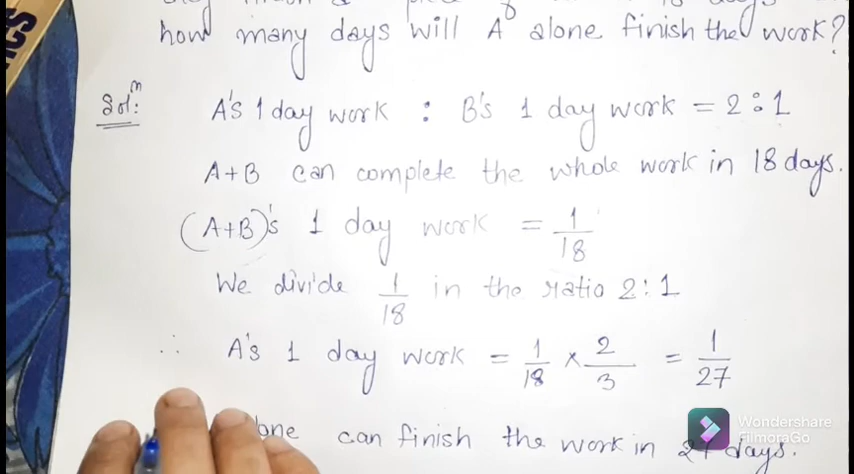 how many days will A alone finish the work?
Solⁿ: A's 1 day work : B's 1 day work = 2:1
A+B can complete the whole work in 18 days.
(A+B)'s 1 day work = 1/18
We divide 1/18 in the ratio 2:1
∴ A's 1 day work = 1/18 × 2/3 = 1/27
can finish the work in 27 days.
Wondershare
FilmoraGo